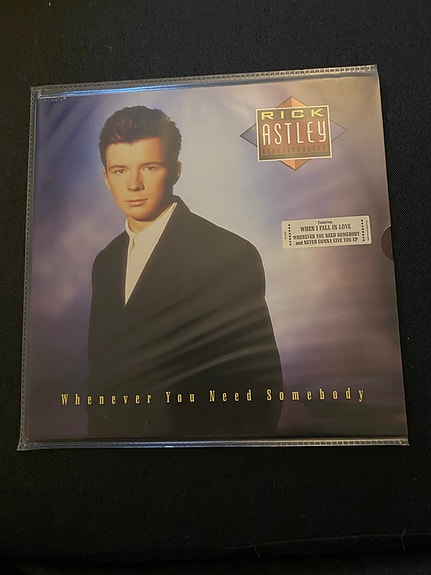 RICK
ASTLEY
Featuring
WHEN I FALL IN LOVE
WHENEVER YOU NEED SOMEBODY
and NEVER GONNA GIVE YOU UP
Whenever You Need Somebody